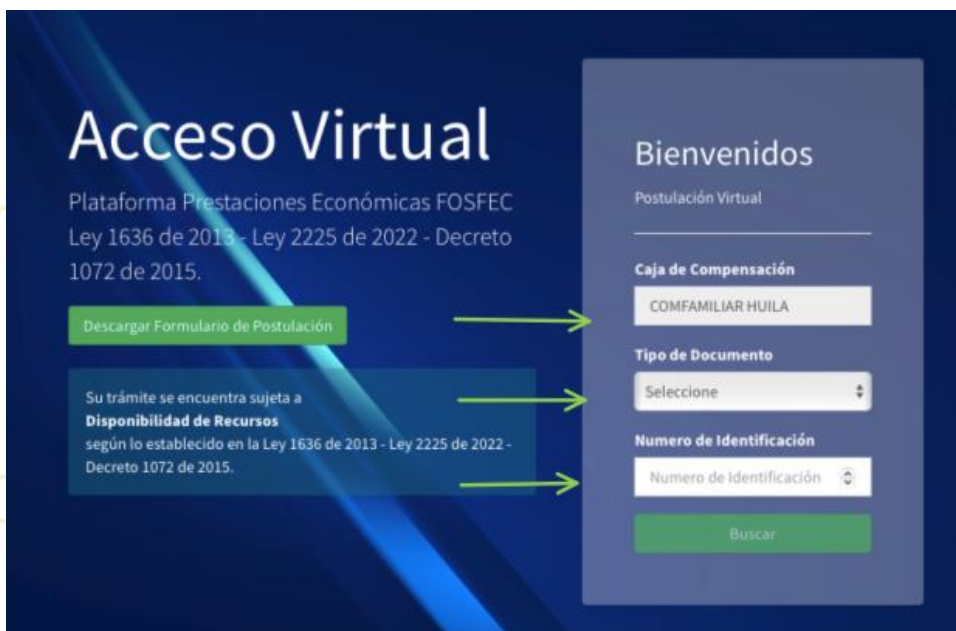 Acceso Virtual
Plataforma Prestaciones Económicas FOSFEC
Ley 1636 de 2013 - Ley 2225 de 2022 - Decreto
1072 de 2015.
Descargar Formulario de Postulación
Su trámite se encuentra sujeta a
Disponibilidad de Recursos
según lo establecido en la Ley 1636 de 2013 - Ley 2225 de 2022 -
Decreto 1072 de 2015.
Bienvenidos
Postulación Virtual
Caja de Compensación
COMFAMILIAR HUILA
Tipo de Documento
Seleccione
Numero de Identificación
Numero de Identificación
Buscar